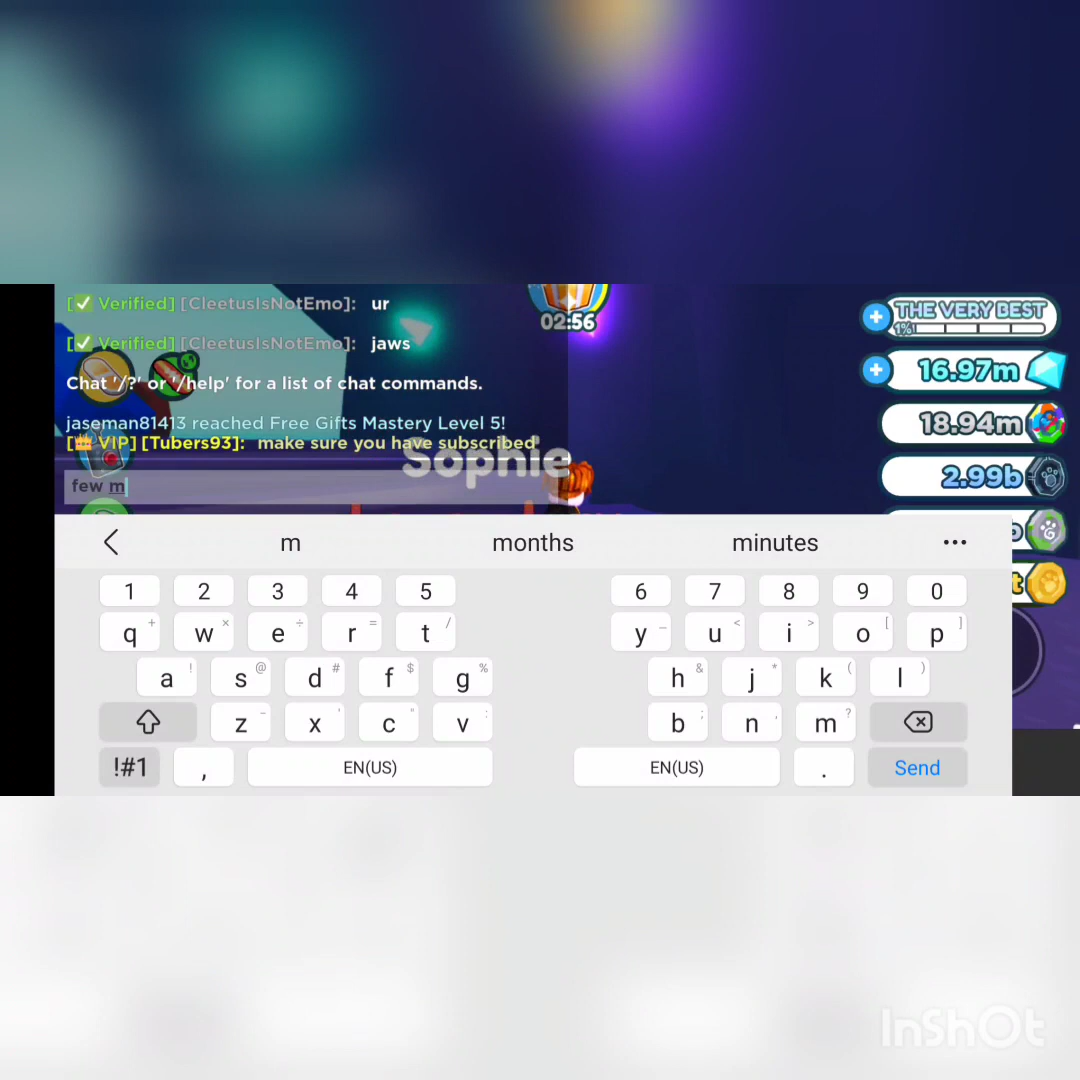 [✅ Verified] [CleetusIsNotEmo]: ur
[✅ Verified] [CleetusIsNotEmo]: jaws
Chat '/?' or '/help' for a list of chat commands.
jaseman81413 reached Free Gifts Mastery Level 5!
[👑 VIP] [Tubers93]: make sure you have subscribed
Sophie
few m
02:56
THE VERY BEST
1%
16.97m
18.94m
2.99b
m months minutes
1 2 3 4 5 6 7 8 9 0
q + w × e ÷ r = t / y _ u < i > o [ p ]
a ! s @ d # f $ g % h & j * k ( l )
z - x ' c " v : b ; n , m ?
!#1 , EN(US) EN(US) . Send
InShOt